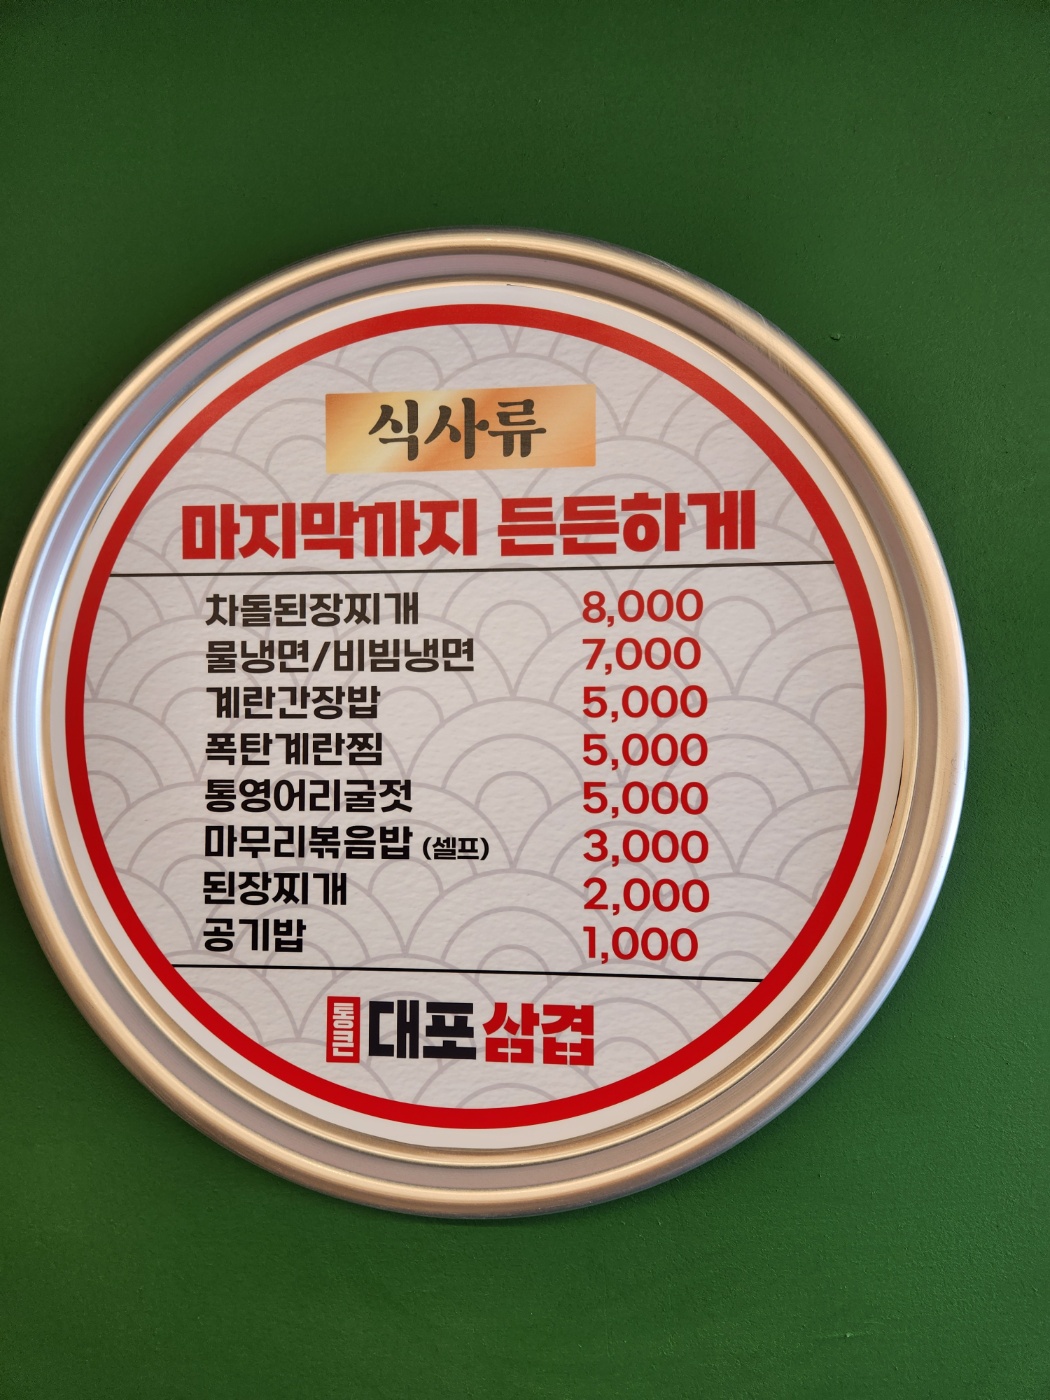 식사류
마지막까지 든든하게
차돌된장찌개 8,000
물냉면/비빔냉면 7,000
계란간장밥 5,000
폭탄계란찜 5,000
통영어리굴젓 5,000
마무리볶음밥 (셀프) 3,000
된장찌개 2,000
공기밥 1,000
통큰 대포삼겹